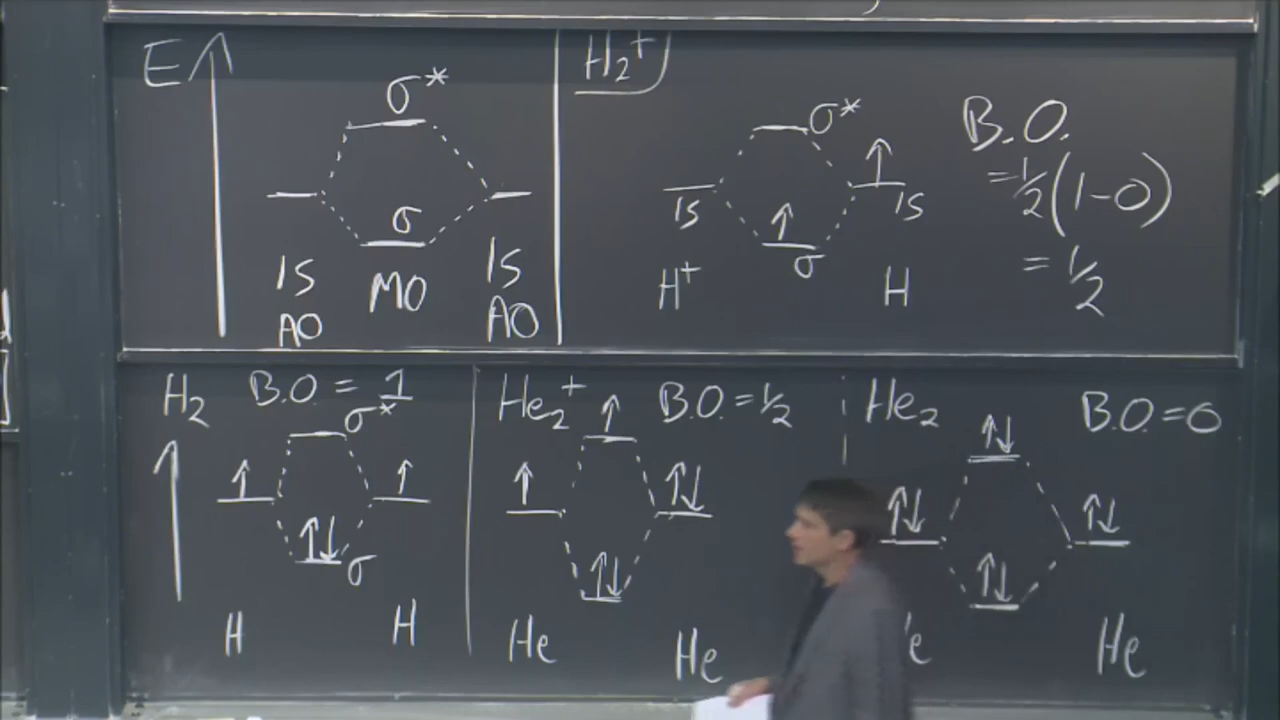 E
σ*
σ
1S
MO
1S
AO
AO
H₂⁺
σ*
1S
1S
σ
H⁺
H
B.O.
=½(1-0)
=½
H₂ B.O = 1
σ*
σ
H
H
He₂⁺ B.O. = ½
He
He
He₂ B.O. = 0
He